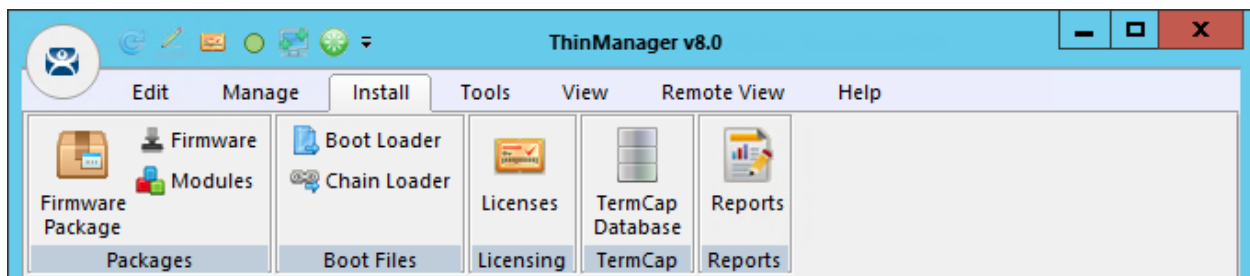 ThinManager v8.0
Edit Manage Install Tools View Remote View Help
Firmware
Modules
Firmware
Package
Packages
Boot Loader
Chain Loader
Boot Files
Licenses
Licensing
TermCap
Database
TermCap
Reports
Reports